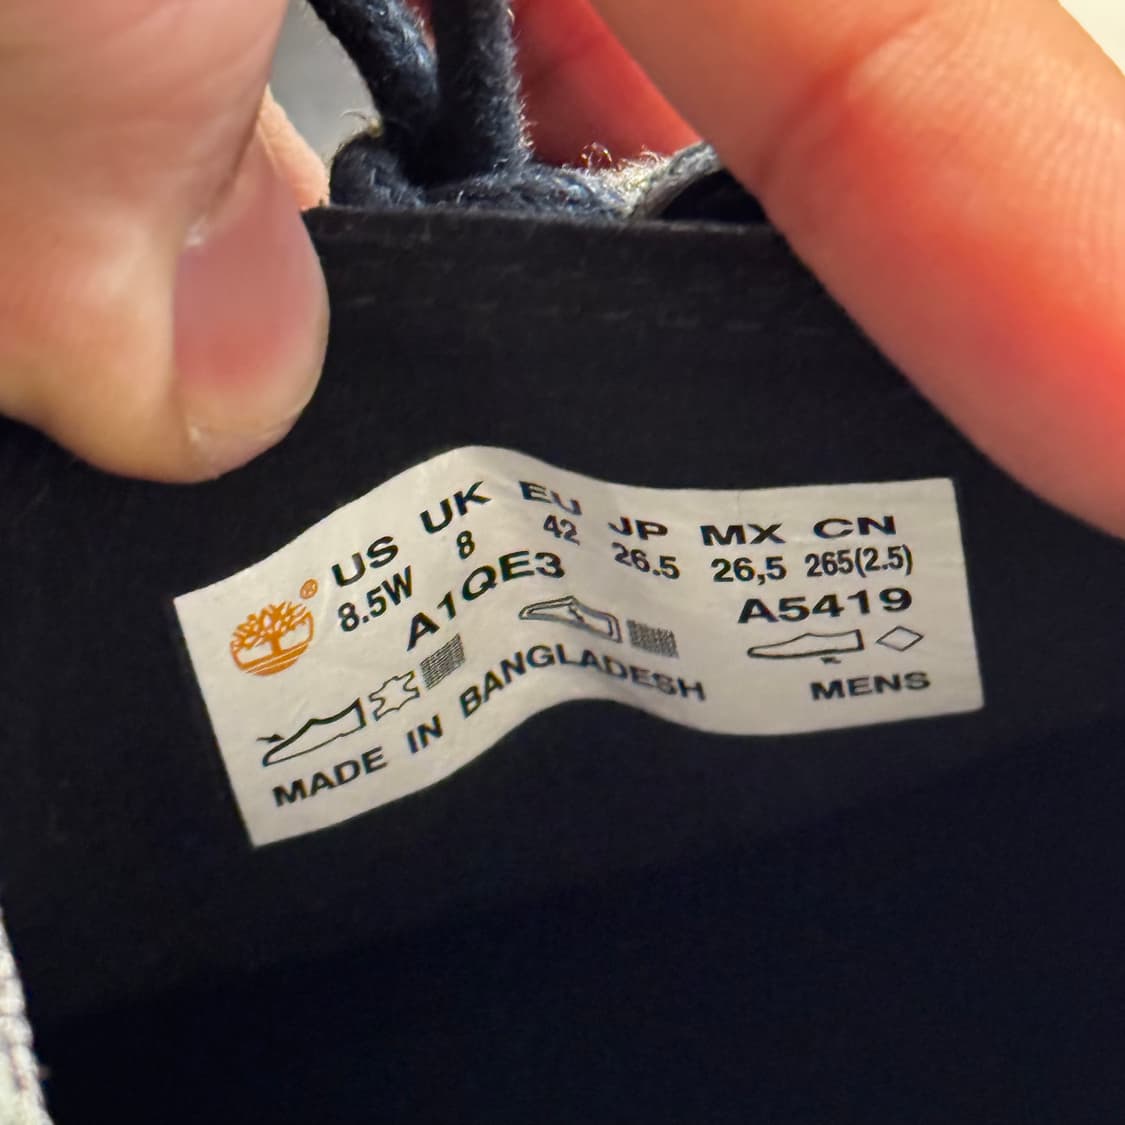 US UK EU JP MX CN
8.5W 8 42 26.5 26,5 265(2.5)
A1QE3 A5419
MADE IN BANGLADESH MENS
®